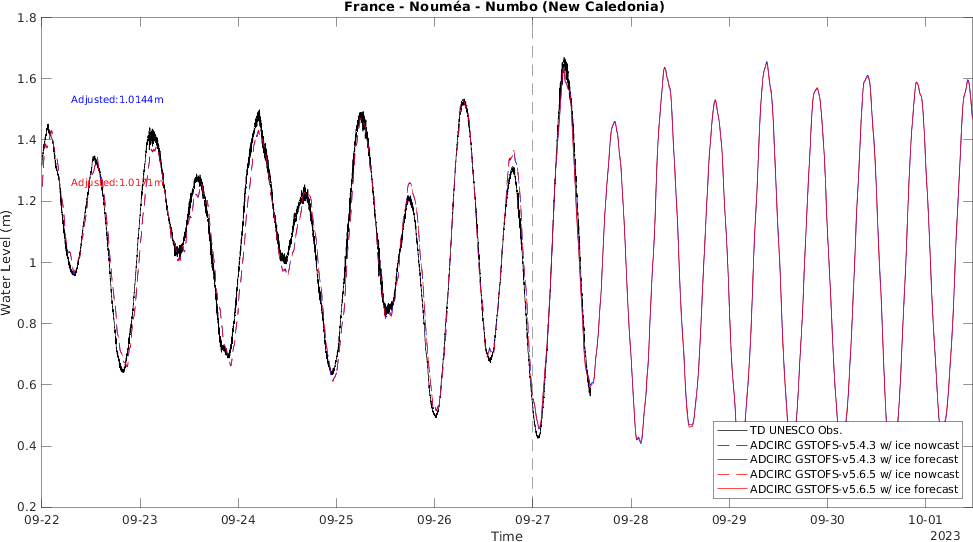 France - Nouméa - Numbo (New Caledonia)
1.8
1.6
1.4
1.2
1
0.8
0.6
0.4
0.2
Water Level (m)
Adjusted:1.0144m
TD UNESCO Obs.
ADCIRC GSTOFS-v5.4.3 w/ ice nowcast
ADCIRC GSTOFS-v5.4.3 w/ ice forecast
ADCIRC GSTOFS-v5.6.5 w/ ice nowcast
ADCIRC GSTOFS-v5.6.5 w/ ice forecast
09-22
09-23
09-24
09-25
09-26
09-27
09-28
09-29
09-30
10-01
Time
2023